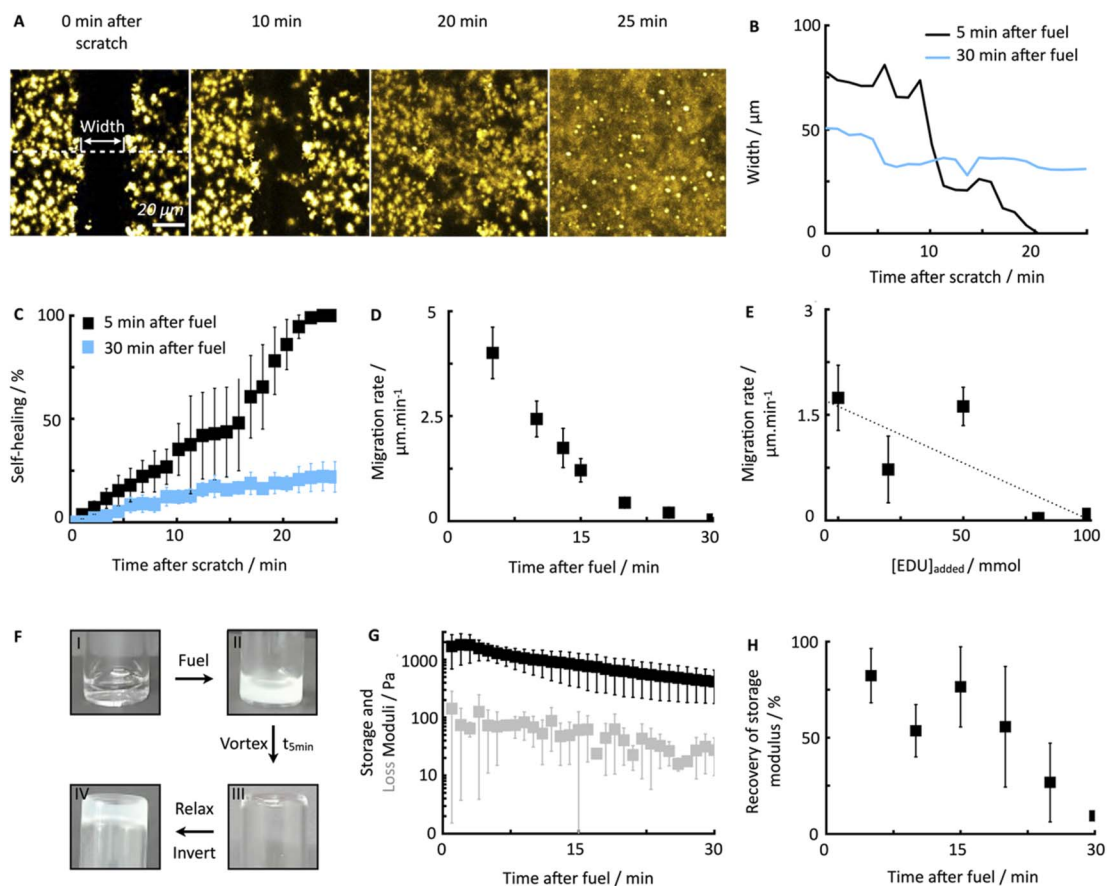 A
0 min after
scratch
10 min
20 min
25 min
Width
20 µm
B
5 min after fuel
30 min after fuel
100
50
0
Width / µm
0
10
20
Time after scratch / min
C
5 min after fuel
30 min after fuel
100
50
0
Self-healing / %
0
10
20
Time after scratch / min
D
5
2.5
0
Migration rate /
µm.min⁻¹
0
15
30
Time after fuel / min
E
3
1.5
0
Migration rate /
µm.min⁻¹
0
50
100
[EDU]added / mmol
F
I
Fuel
II
Vortex
t5min
III
Relax
Invert
IV
G
1000
100
10
0
Storage and
Loss Moduli / Pa
0
15
30
Time after fuel / min
H
100
50
0
Recovery of storage
modulus / %
0
15
30
Time after fuel / min